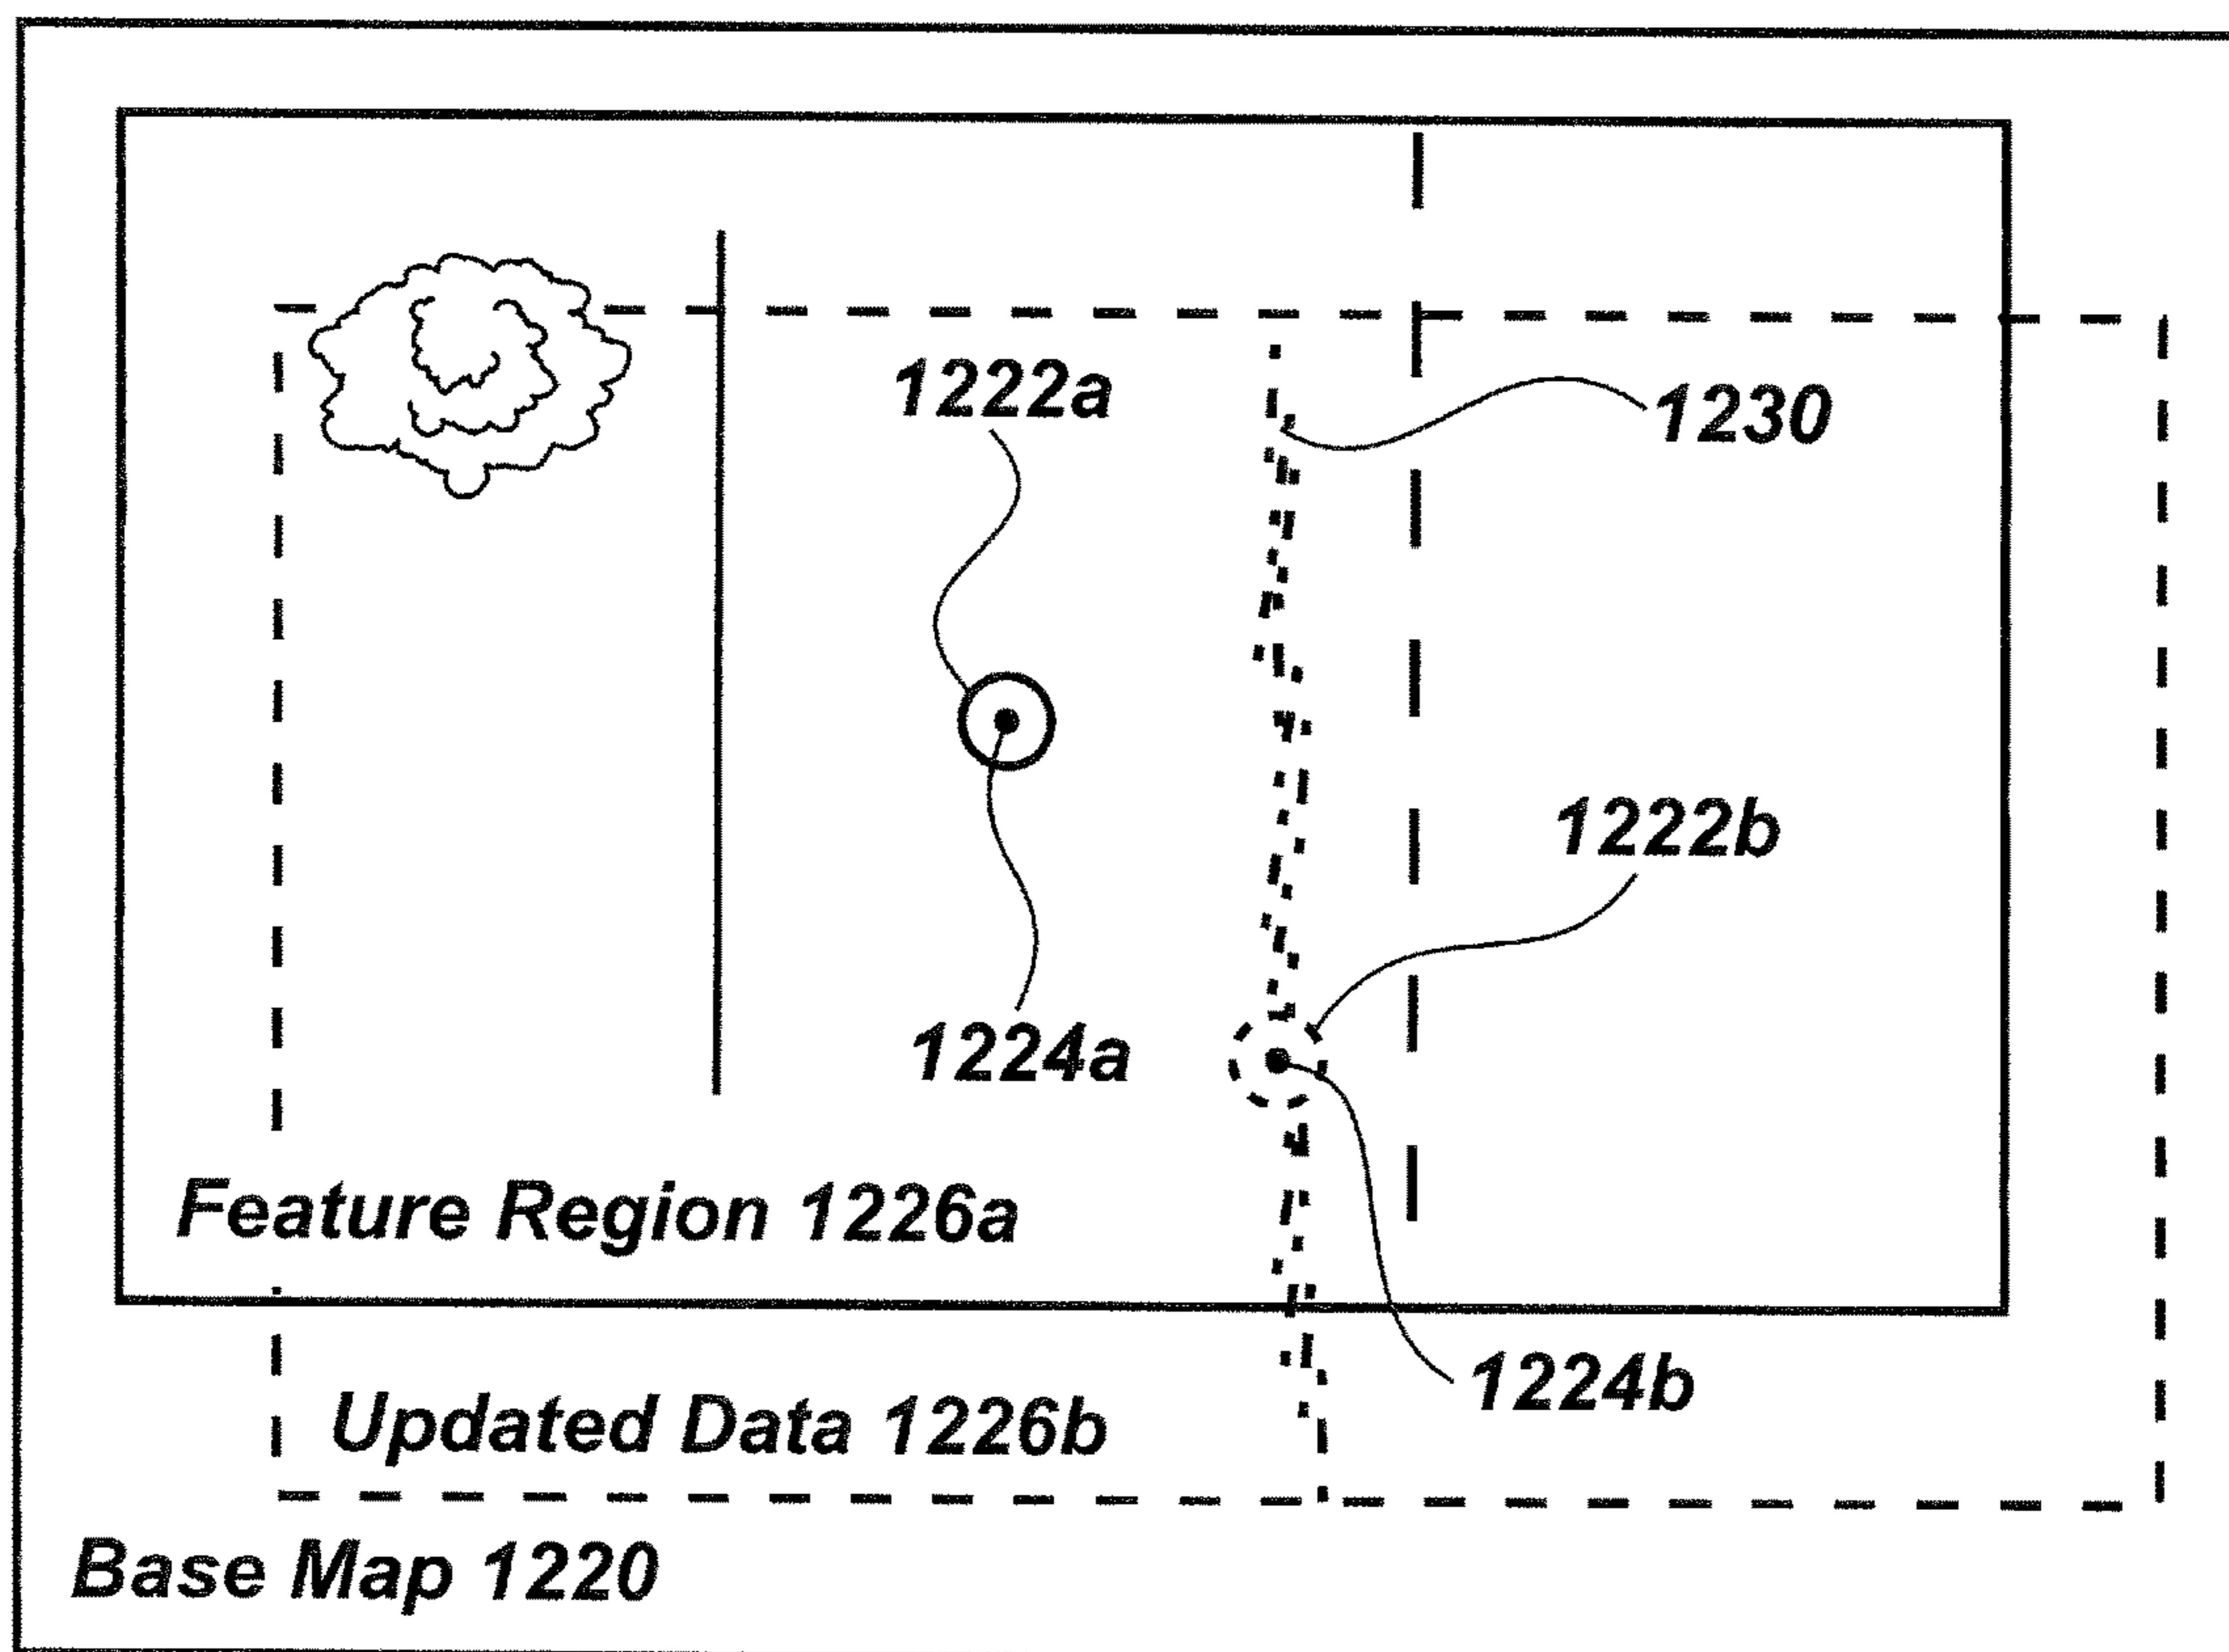 1222a
1230
1222b
1224a
Feature Region 1226a
1224b
Updated Data 1226b
Base Map 1220